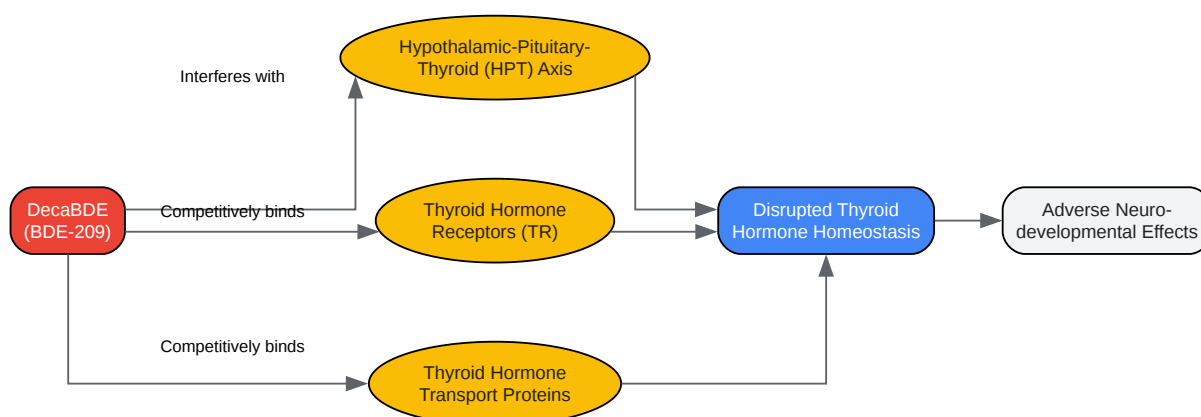 Hypothalamic-Pituitary-
Thyroid (HPT) Axis
Interferes with
DecaBDE
(BDE-209)
Competitively binds
Thyroid Hormone
Receptors (TR)
Disrupted Thyroid
Hormone Homeostasis
Adverse Neuro-
developmental Effects
Competitively binds
Thyroid Hormone
Transport Proteins